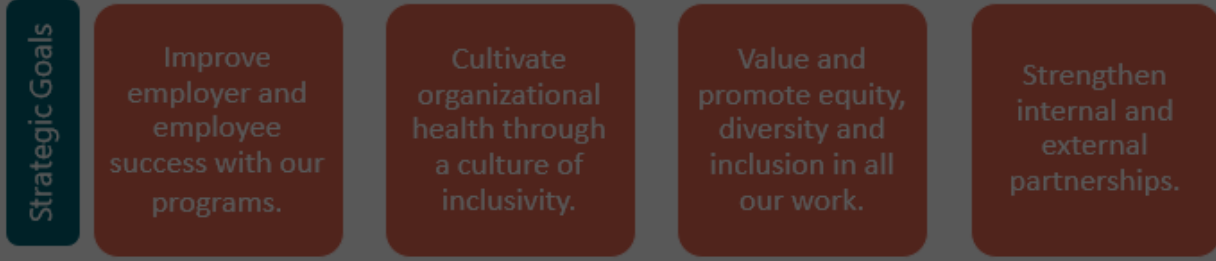 Strategic Goals
Improve
employer and
employee
success with our
programs.
Cultivate
organizational
health through
a culture of
inclusivity.
Value and
promote equity,
diversity and
inclusion in all
our work.
Strengthen
internal and
external
partnerships.